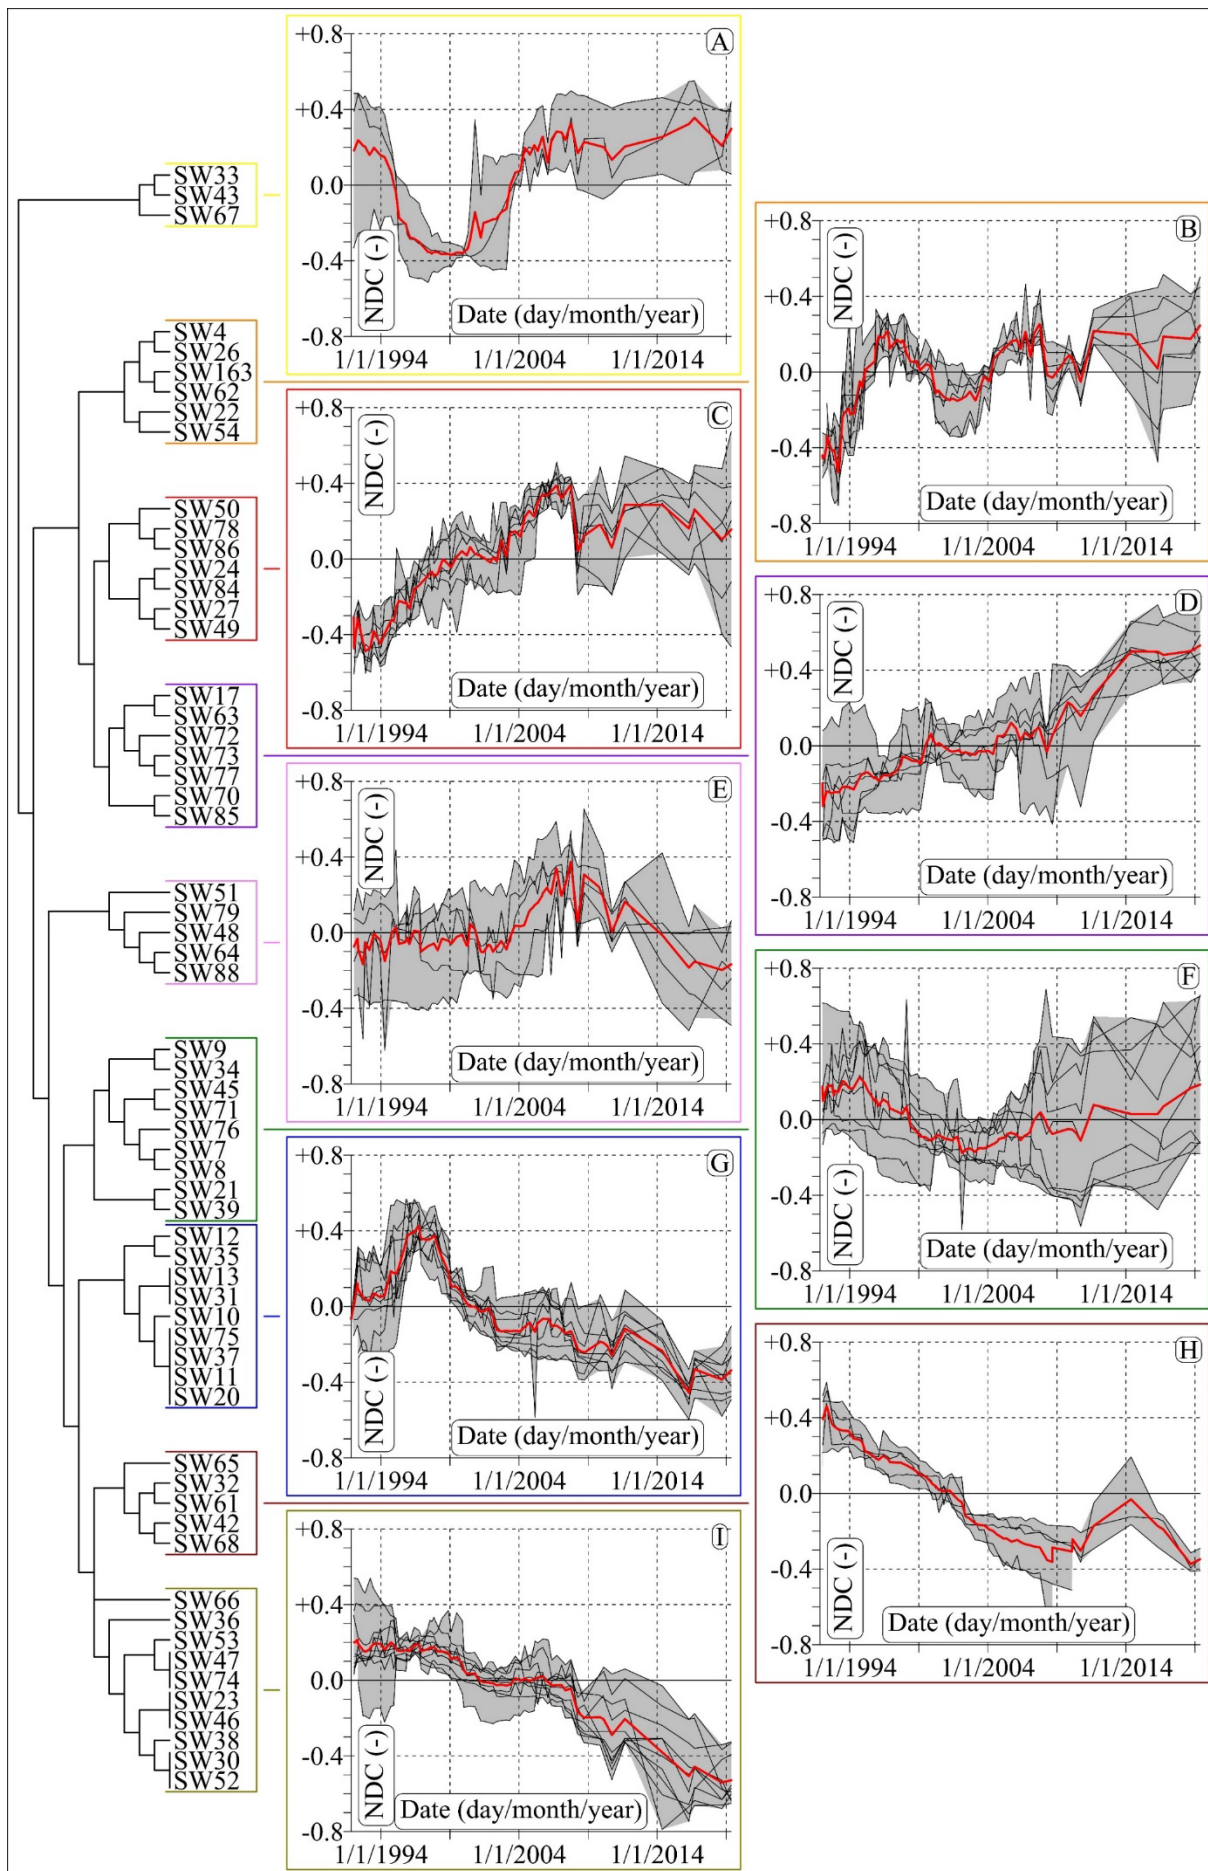 SW33
SW43
SW67
SW4
SW26
SW163
SW62
SW22
SW54
SW50
SW78
SW86
SW24
SW84
SW27
SW49
SW17
SW63
SW72
SW73
SW77
SW70
SW85
SW51
SW79
SW48
SW64
SW88
SW9
SW34
SW45
SW71
SW76
SW7
SW8
SW21
SW39
SW12
SW35
SW13
SW31
SW10
SW75
SW37
SW11
SW20
SW65
SW32
SW61
SW42
SW68
SW66
SW36
SW53
SW47
SW74
SW23
SW46
SW38
SW30
SW52
A
+0.8
+0.4
0.0
-0.4
-0.8
NDC (-)
Date (day/month/year)
1/1/1994 1/1/2004 1/1/2014
B
+0.8
+0.4
0.0
-0.4
-0.8
NDC (-)
Date (day/month/year)
1/1/1994 1/1/2004 1/1/2014
C
+0.8
+0.4
0.0
-0.4
-0.8
NDC (-)
Date (day/month/year)
1/1/1994 1/1/2004 1/1/2014
D
+0.8
+0.4
0.0
-0.4
-0.8
NDC (-)
Date (day/month/year)
1/1/1994 1/1/2004 1/1/2014
E
+0.8
+0.4
0.0
-0.4
-0.8
NDC (-)
Date (day/month/year)
1/1/1994 1/1/2004 1/1/2014
F
+0.8
+0.4
0.0
-0.4
-0.8
NDC (-)
Date (day/month/year)
1/1/1994 1/1/2004 1/1/2014
G
+0.8
+0.4
0.0
-0.4
-0.8
NDC (-)
Date (day/month/year)
1/1/1994 1/1/2004 1/1/2014
H
+0.8
+0.4
0.0
-0.4
-0.8
NDC (-)
Date (day/month/year)
1/1/1994 1/1/2004 1/1/2014
I
+0.8
+0.4
0.0
-0.4
-0.8
NDC (-)
Date (day/month/year)
1/1/1994 1/1/2004 1/1/2014